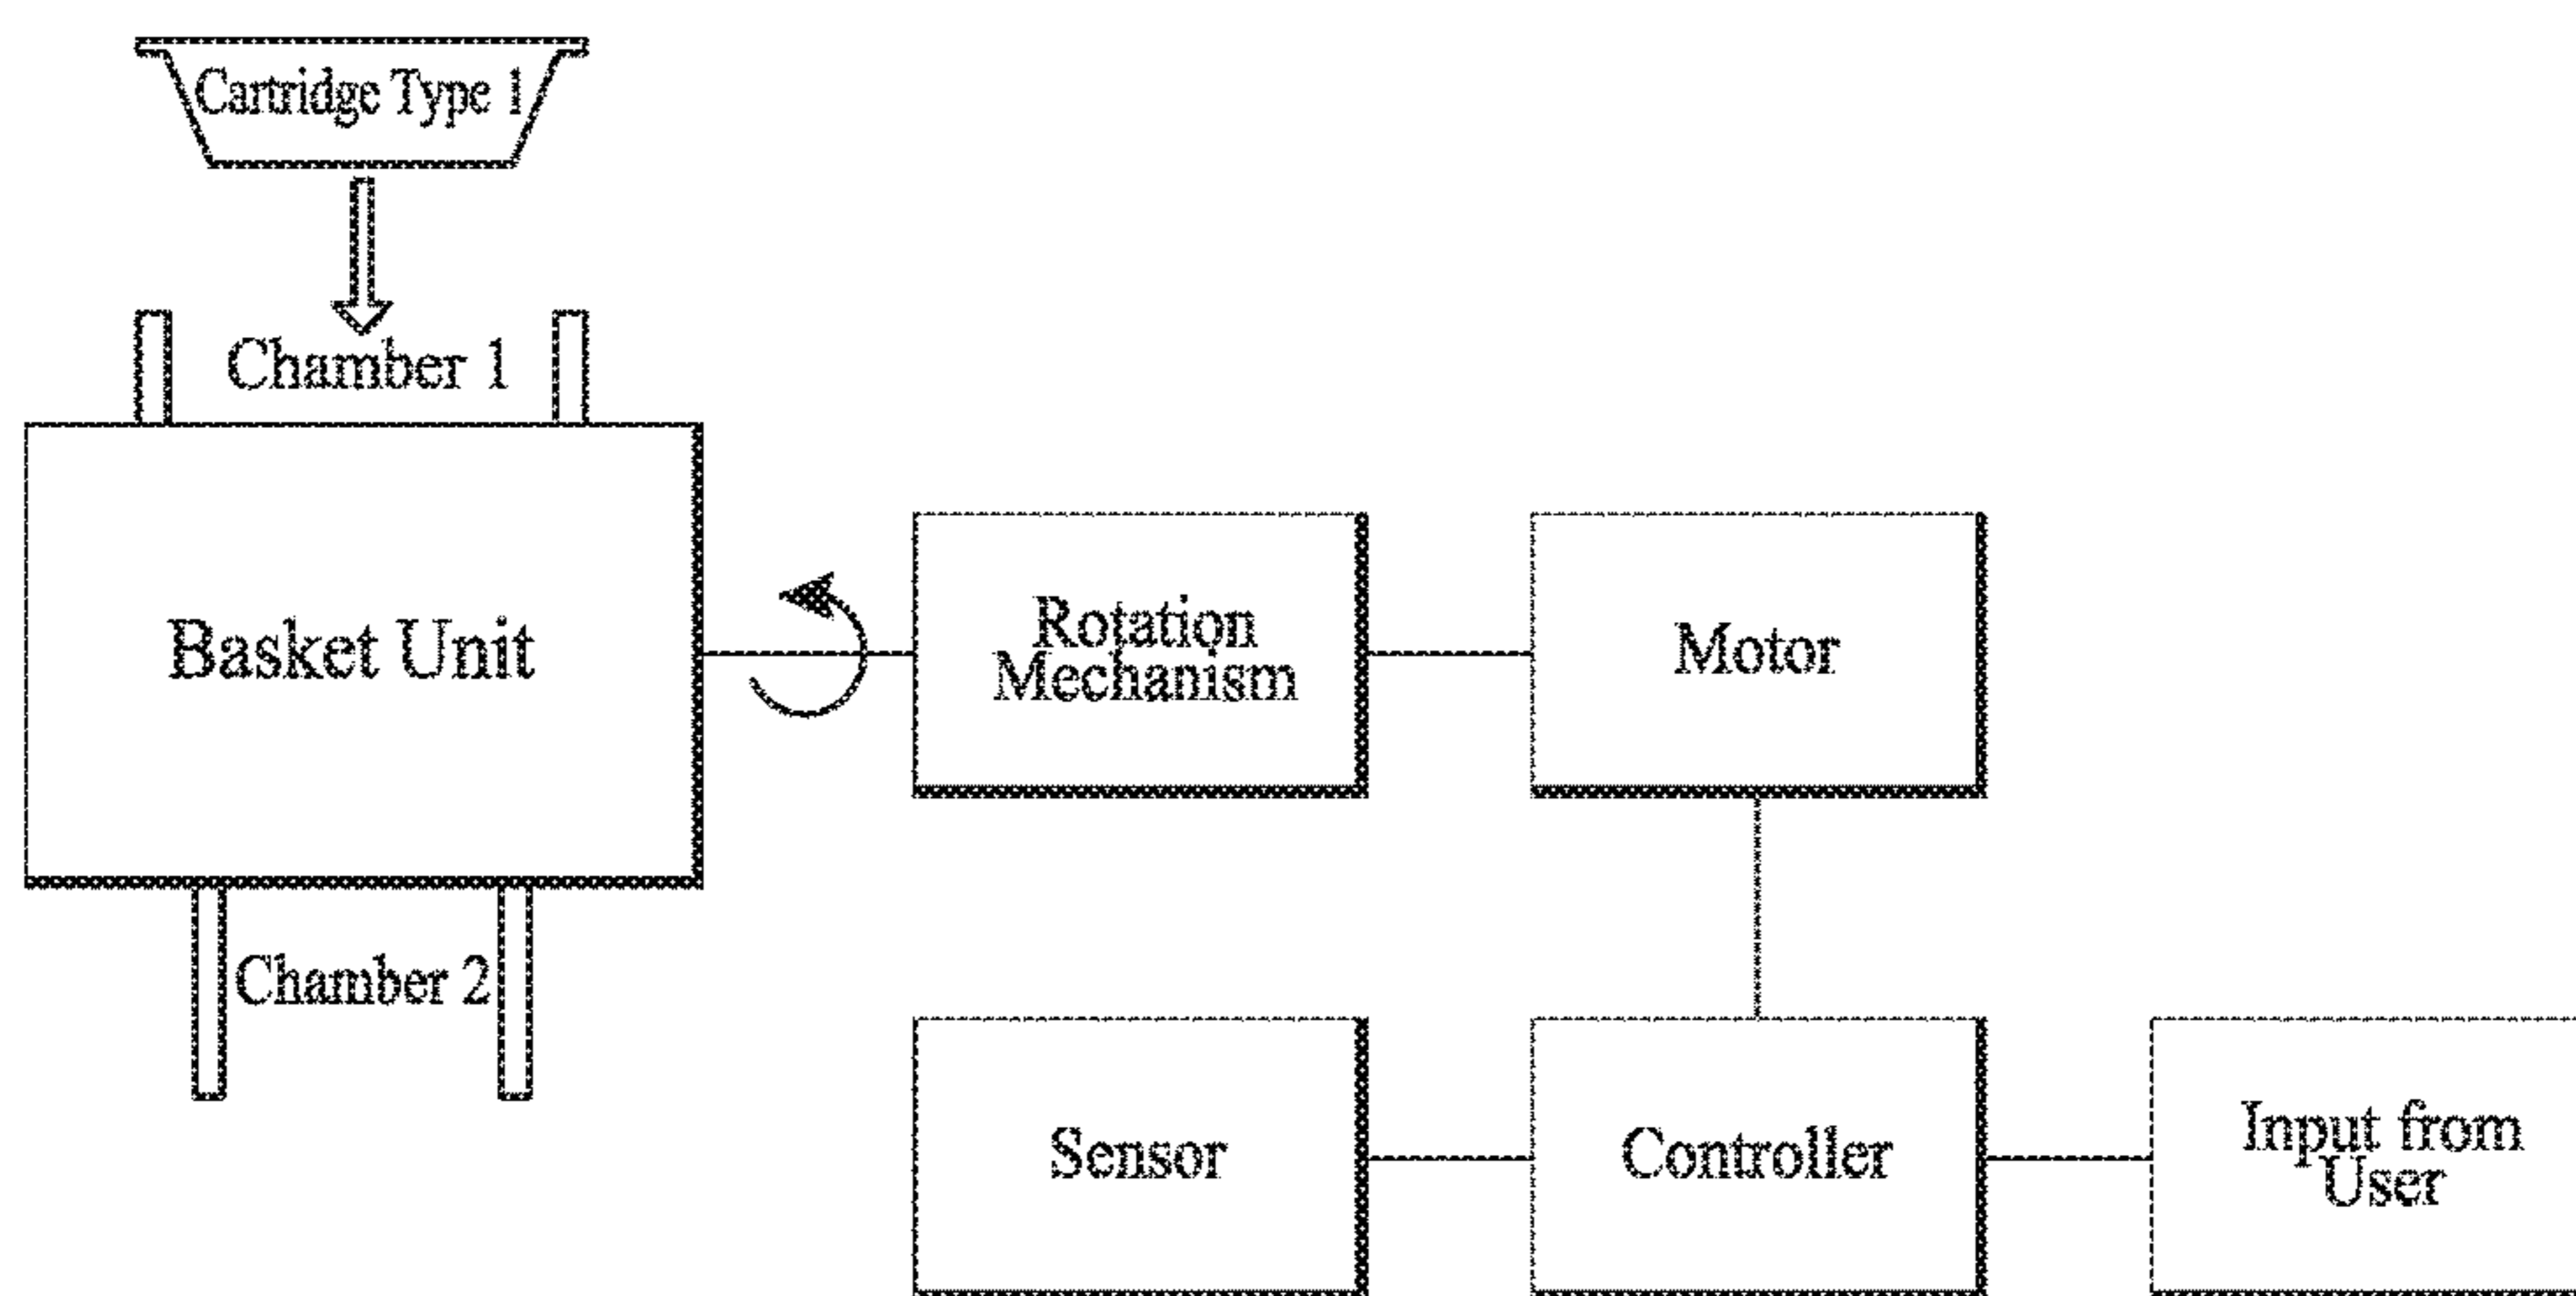 Cartridge Type 1
Chamber 1
Basket Unit
Rotation
Mechanism
Motor
Chamber 2
Sensor
Controller
Input from
User